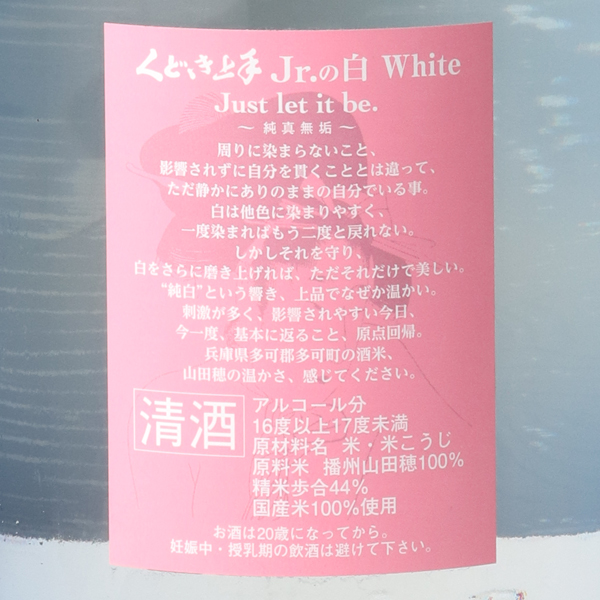 くどき上手 Jr.の白 White
Just let it be.
～ 純真無垢 ～
周りに染まらないこと、
影響されずに自分を貫くこととは違って、
ただ静かにありのままの自分でいる事。
白は他色に染まりやすく、
一度染まればもう二度と戻れない。
しかしそれを守り、
白をさらに磨き上げれば、ただそれだけで美しい。
“純白”という響き、上品でなぜか温かい。
刺激が多く、影響されやすい今日、
今一度、基本に返ること、原点回帰。
兵庫県多可郡多可町の酒米、
山田穂の温かさ、感じてください。
清酒
アルコール分
16度以上17度未満
原材料名 米・米こうじ
原料米 播州山田穂100%
精米歩合44%
国産米100%使用
お酒は20歳になってから。
妊娠中・授乳期の飲酒は避けて下さい。